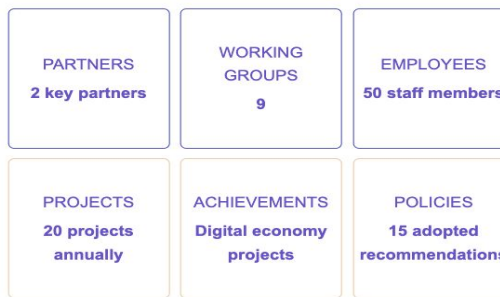 PARTNERS
2 key partners
WORKING
GROUPS
9
EMPLOYEES
50 staff members
PROJECTS
20 projects
annually
ACHIEVEMENTS
Digital economy
projects
POLICIES
15 adopted
recommendations